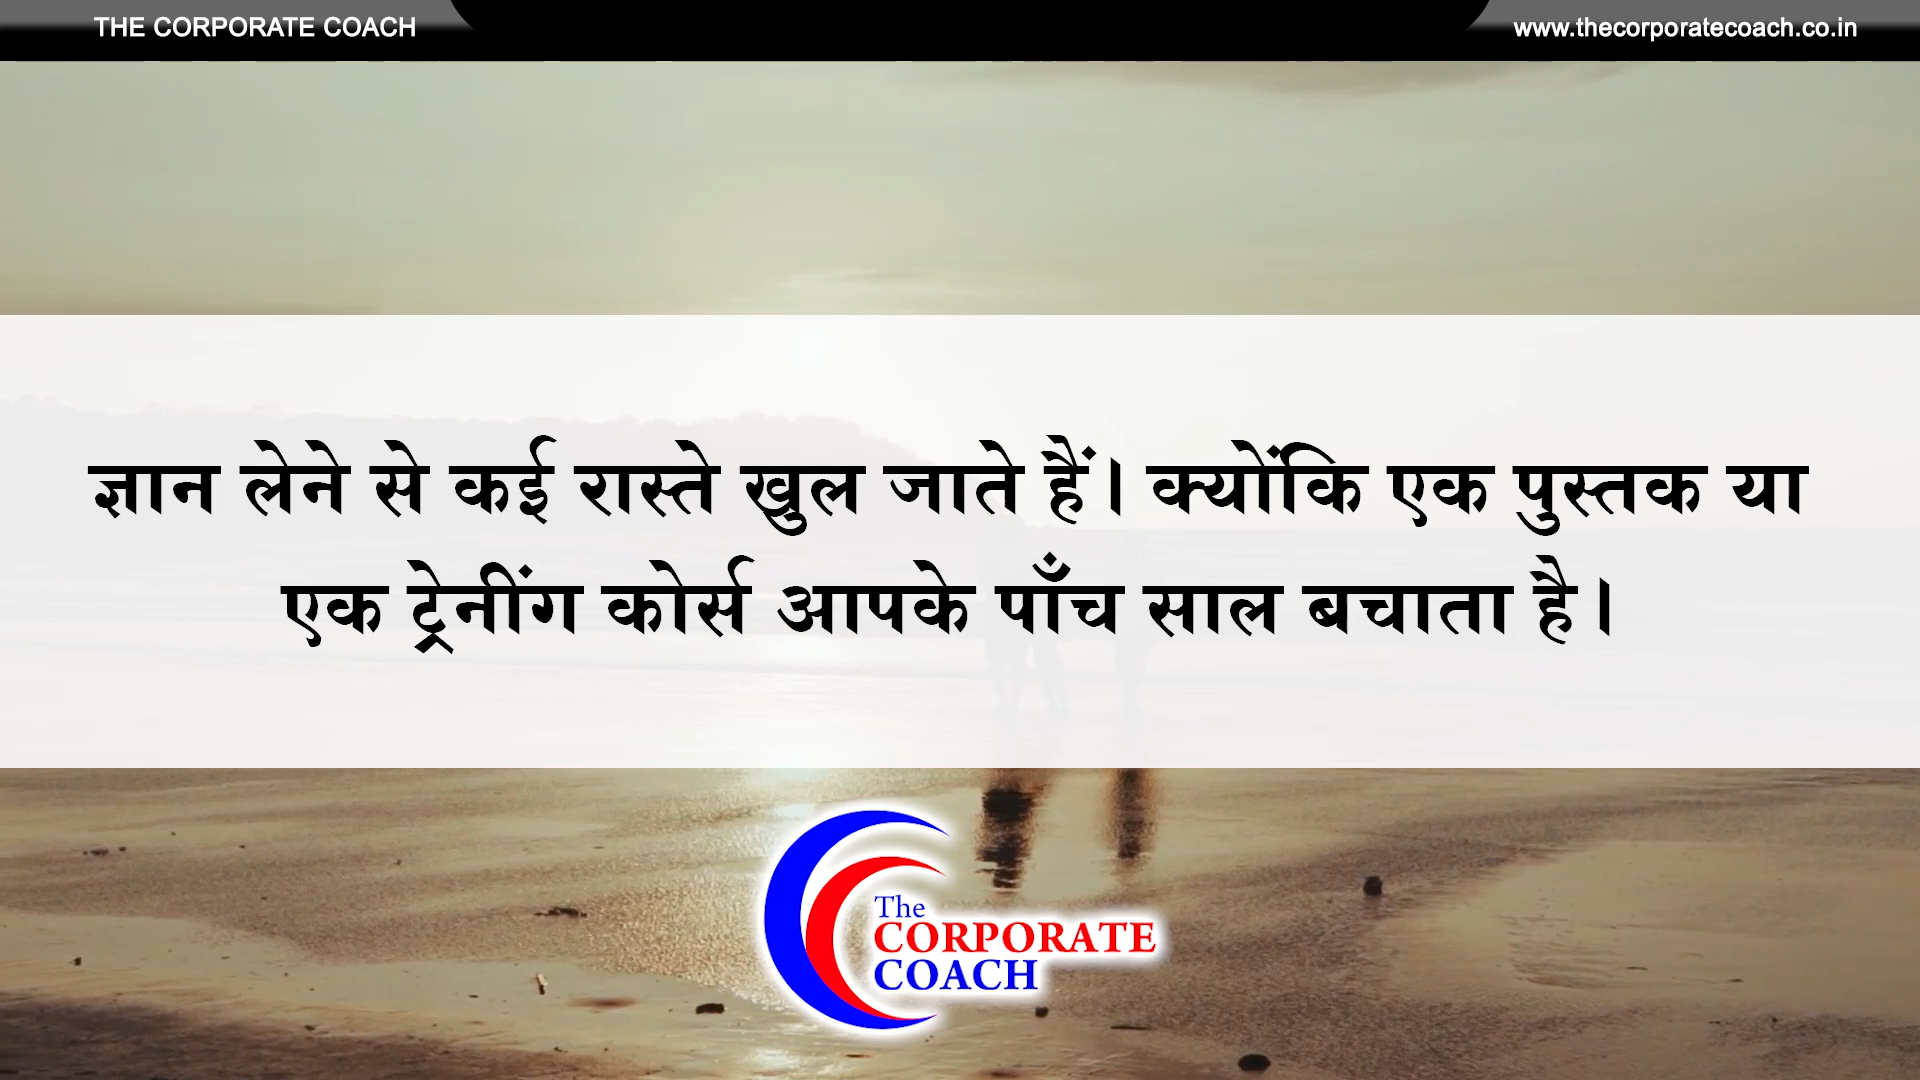 THE CORPORATE COACH
www.thecorporatecoach.co.in
ज्ञान लेने से कई रास्ते खुल जाते हैं। क्योंकि एक पुस्तक या
एक ट्रेनींग कोर्स आपके पाँच साल बचाता है।
The
CORPORATE
COACH